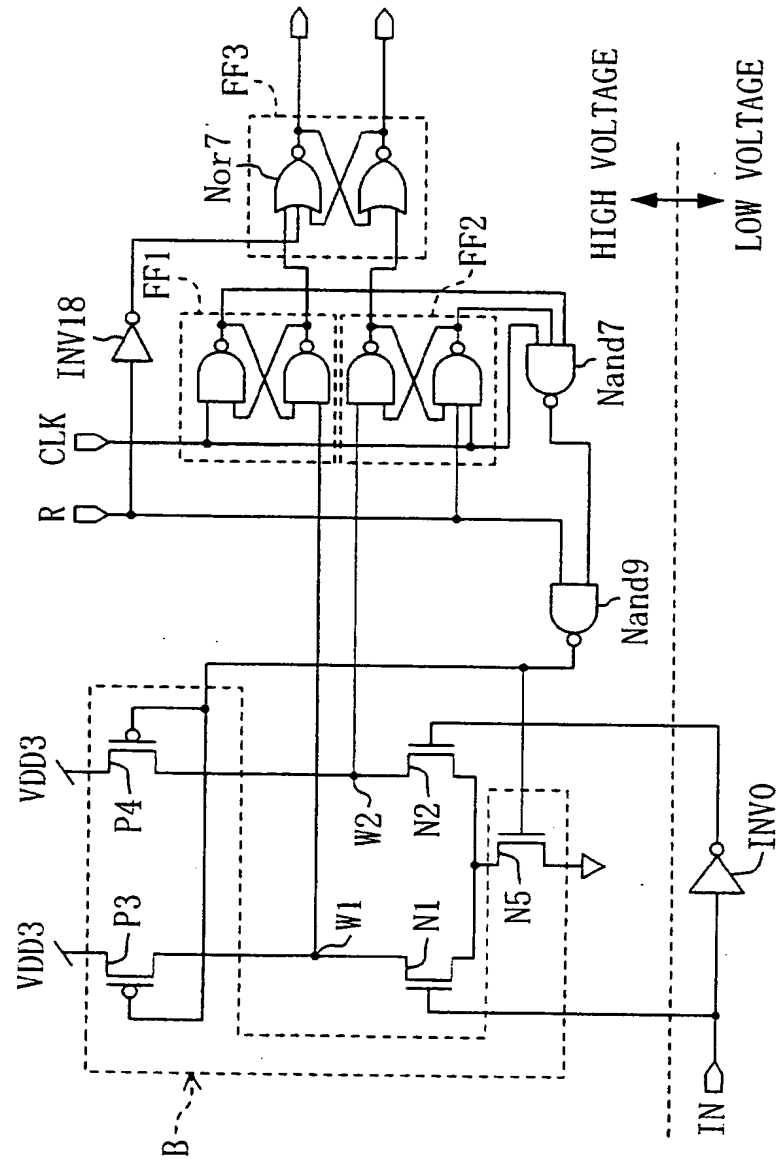 B
VDD3
VDD3
P3
P4
W1
W2
N1
N2
N5
IN
INV0
R
CLK
INV18
FF1
FF2
FF3
Nor7
Nand7
Nand9
HIGH VOLTAGE
LOW VOLTAGE